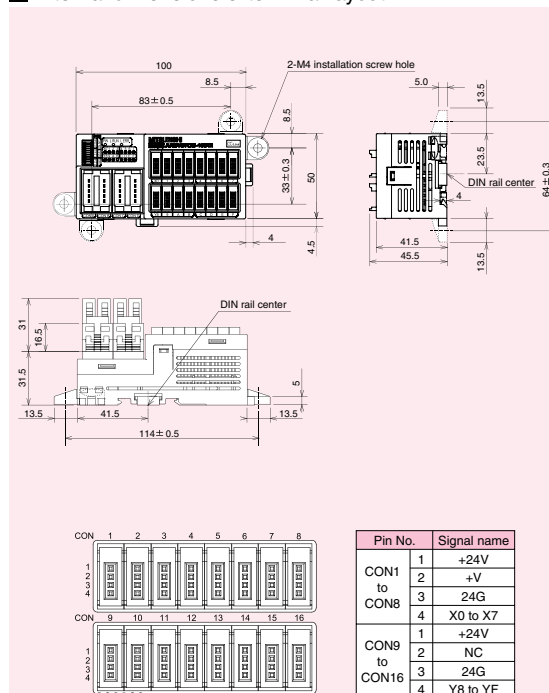 100
2-M4 installation screw hole
8.5
83±0.5
8.5
33±0.3
50
4
4.5
5.0
13.5
23.5
DIN rail center
64±0.3
4
41.5
45.5
13.5
DIN rail center
31
16.5
31.5
5
13.5
41.5
13.5
114±0.5
CON 1 2 3 4 5 6 7 8
1
2
3
4
CON 9 10 11 12 13 14 15 16
1
2
3
4
Pin No. Signal name
CON1 to CON8
1 +24V
2 +V
3 24G
4 X0 to X7
CON9 to CON16
1 +24V
2 NC
3 24G
4 Y8 to YF